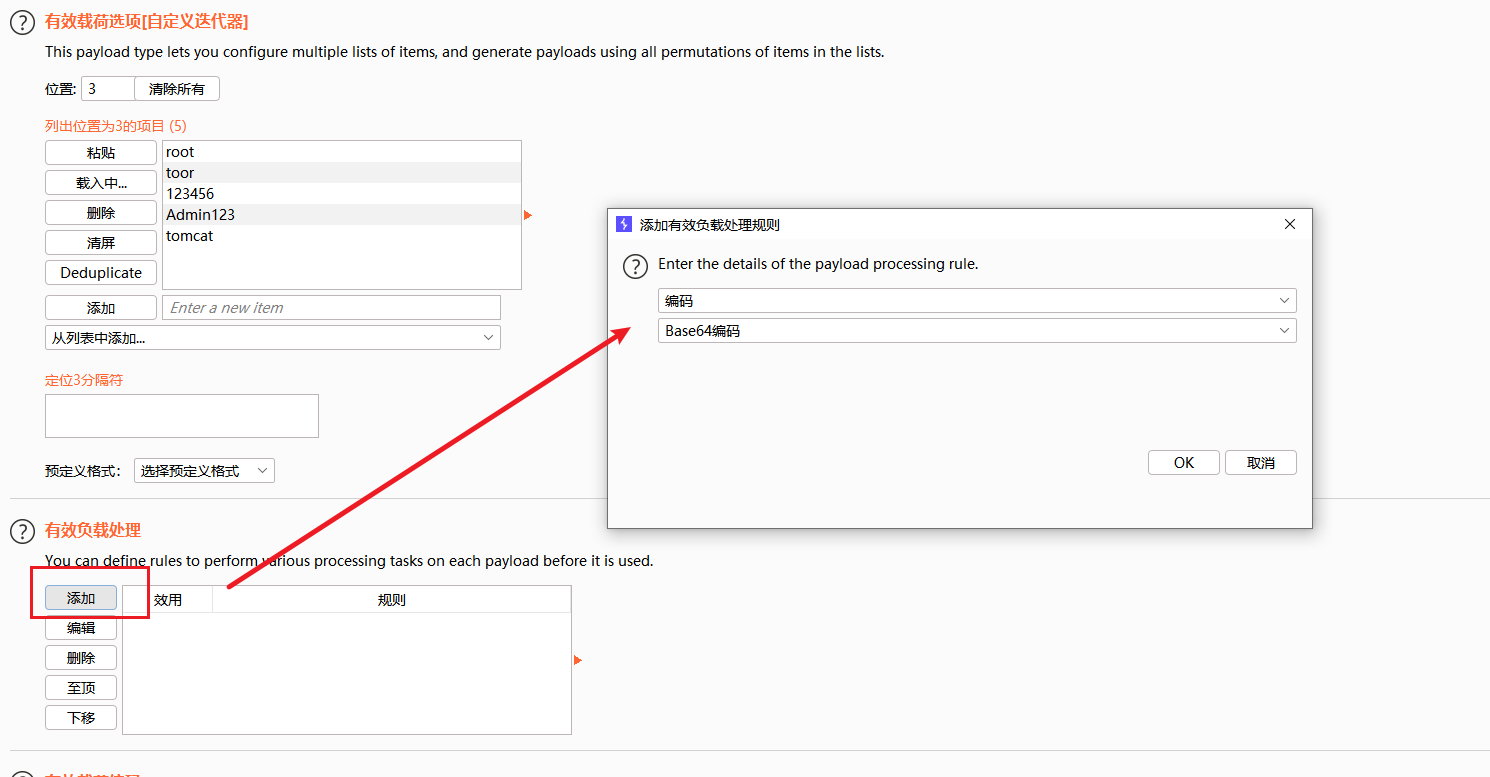 有效载荷选项[自定义迭代器]
This payload type lets you configure multiple lists of items, and generate payloads using all permutations of items in the lists.
位置: 3 清除所有
列出位置为3的项目 (5)
粘贴
载入中...
删除
清屏
Deduplicate
root
toor
123456
Admin123
tomcat
添加 Enter a new item
从列表中添加...
定位3分隔符
预定义格式: 选择预定义格式
添加有效负载处理规则
Enter the details of the payload processing rule.
编码
Base64编码
OK 取消
有效负载处理
You can define rules to perform various processing tasks on each payload before it is used.
添加
编辑
删除
至顶
下移
效用 规则